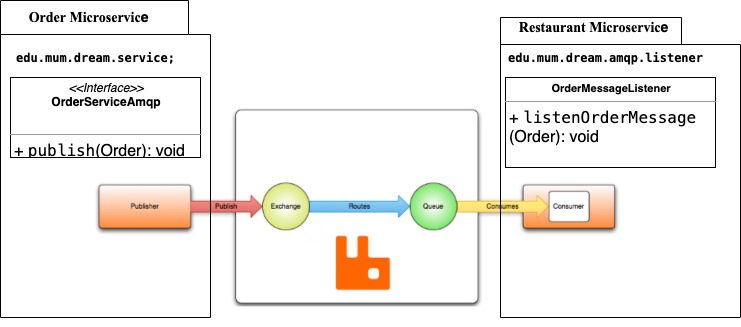 Order Microservice
edu.mum.dream.service;
<<Interface>>
OrderServiceAmqp
+ publish(Order): void
Restaurant Microservice
edu.mum.dream.amqp.listener
OrderMessageListener
+ listenOrderMessage
(Order): void
Publisher
Publish
Exchange
Routes
Queue
Consumes
Consumer